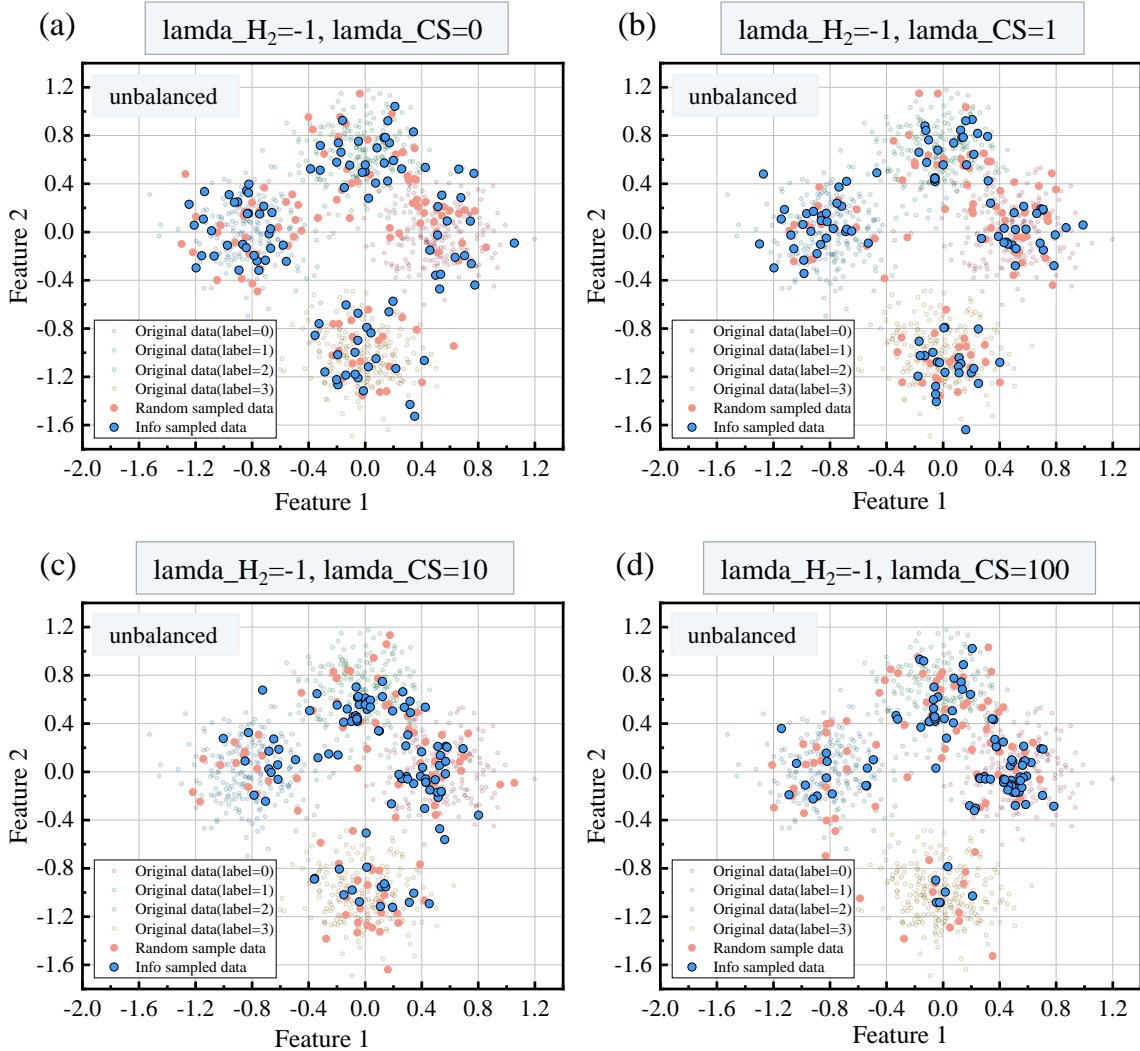 (a)
lamda_H₂=-1, lamda_CS=0
unbalanced
1.2
0.8
0.4
0.0
-0.4
-0.8
-1.2
-1.6
Feature 2
Original data(label=0)
Original data(label=1)
Original data(label=2)
Original data(label=3)
Random sampled data
Info sampled data
-2.0 -1.6 -1.2 -0.8 -0.4 0.0 0.4 0.8 1.2
Feature 1
(b)
lamda_H₂=-1, lamda_CS=1
unbalanced
1.2
0.8
0.4
0.0
-0.4
-0.8
-1.2
-1.6
Feature 2
Original data(label=0)
Original data(label=1)
Original data(label=2)
Original data(label=3)
Random sampled data
Info sampled data
-2.0 -1.6 -1.2 -0.8 -0.4 0.0 0.4 0.8 1.2
Feature 1
(c)
lamda_H₂=-1, lamda_CS=10
unbalanced
1.2
0.8
0.4
0.0
-0.4
-0.8
-1.2
-1.6
Feature 2
Original data(label=0)
Original data(label=1)
Original data(label=2)
Original data(label=3)
Random sample data
Info sampled data
-2.0 -1.6 -1.2 -0.8 -0.4 0.0 0.4 0.8 1.2
Feature 1
(d)
lamda_H₂=-1, lamda_CS=100
unbalanced
1.2
0.8
0.4
0.0
-0.4
-0.8
-1.2
-1.6
Feature 2
Original data(label=0)
Original data(label=1)
Original data(label=2)
Original data(label=3)
Random sample data
Info sampled data
-2.0 -1.6 -1.2 -0.8 -0.4 0.0 0.4 0.8 1.2
Feature 1